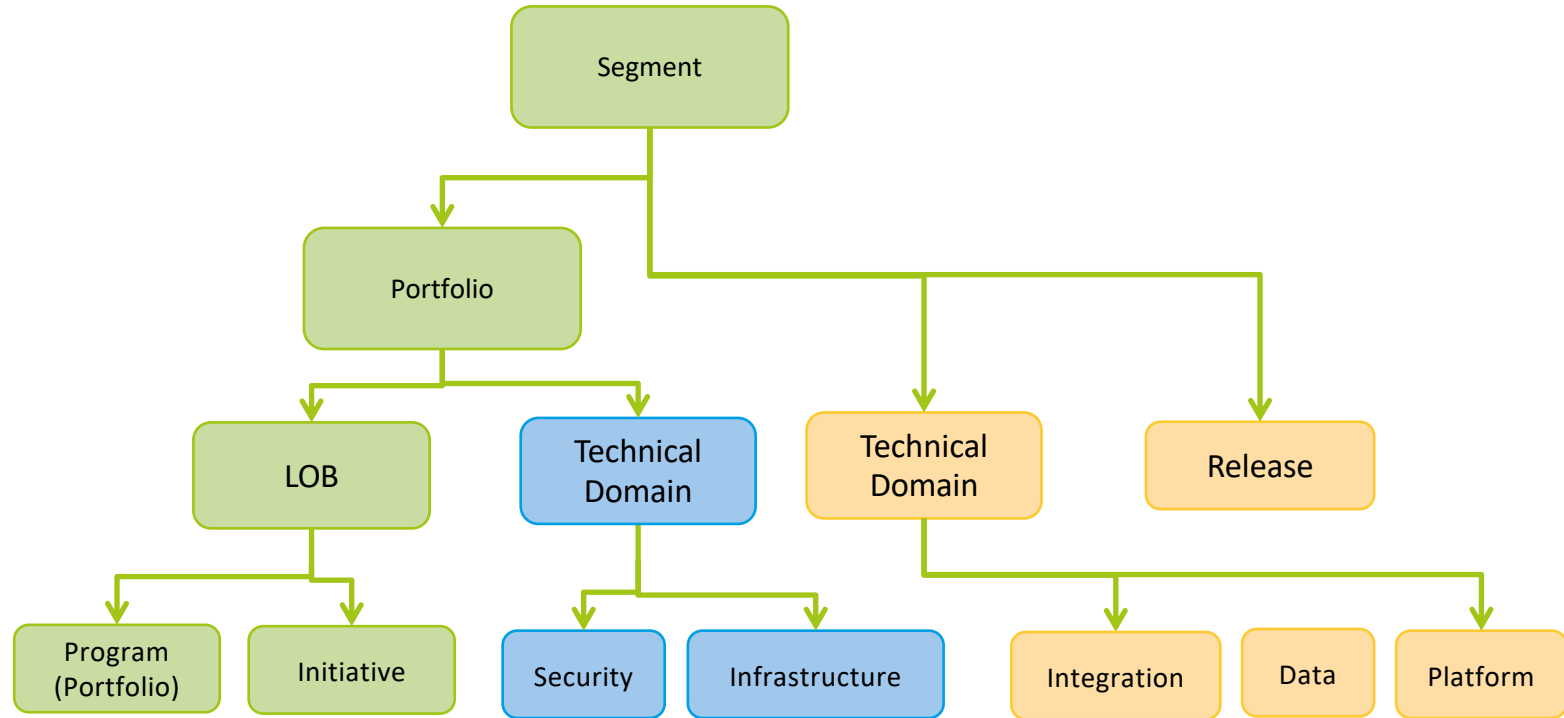 Segment
Portfolio
LOB
Technical
Domain
Technical
Domain
Release
Program
(Portfolio)
Initiative
Security
Infrastructure
Integration
Data
Platform